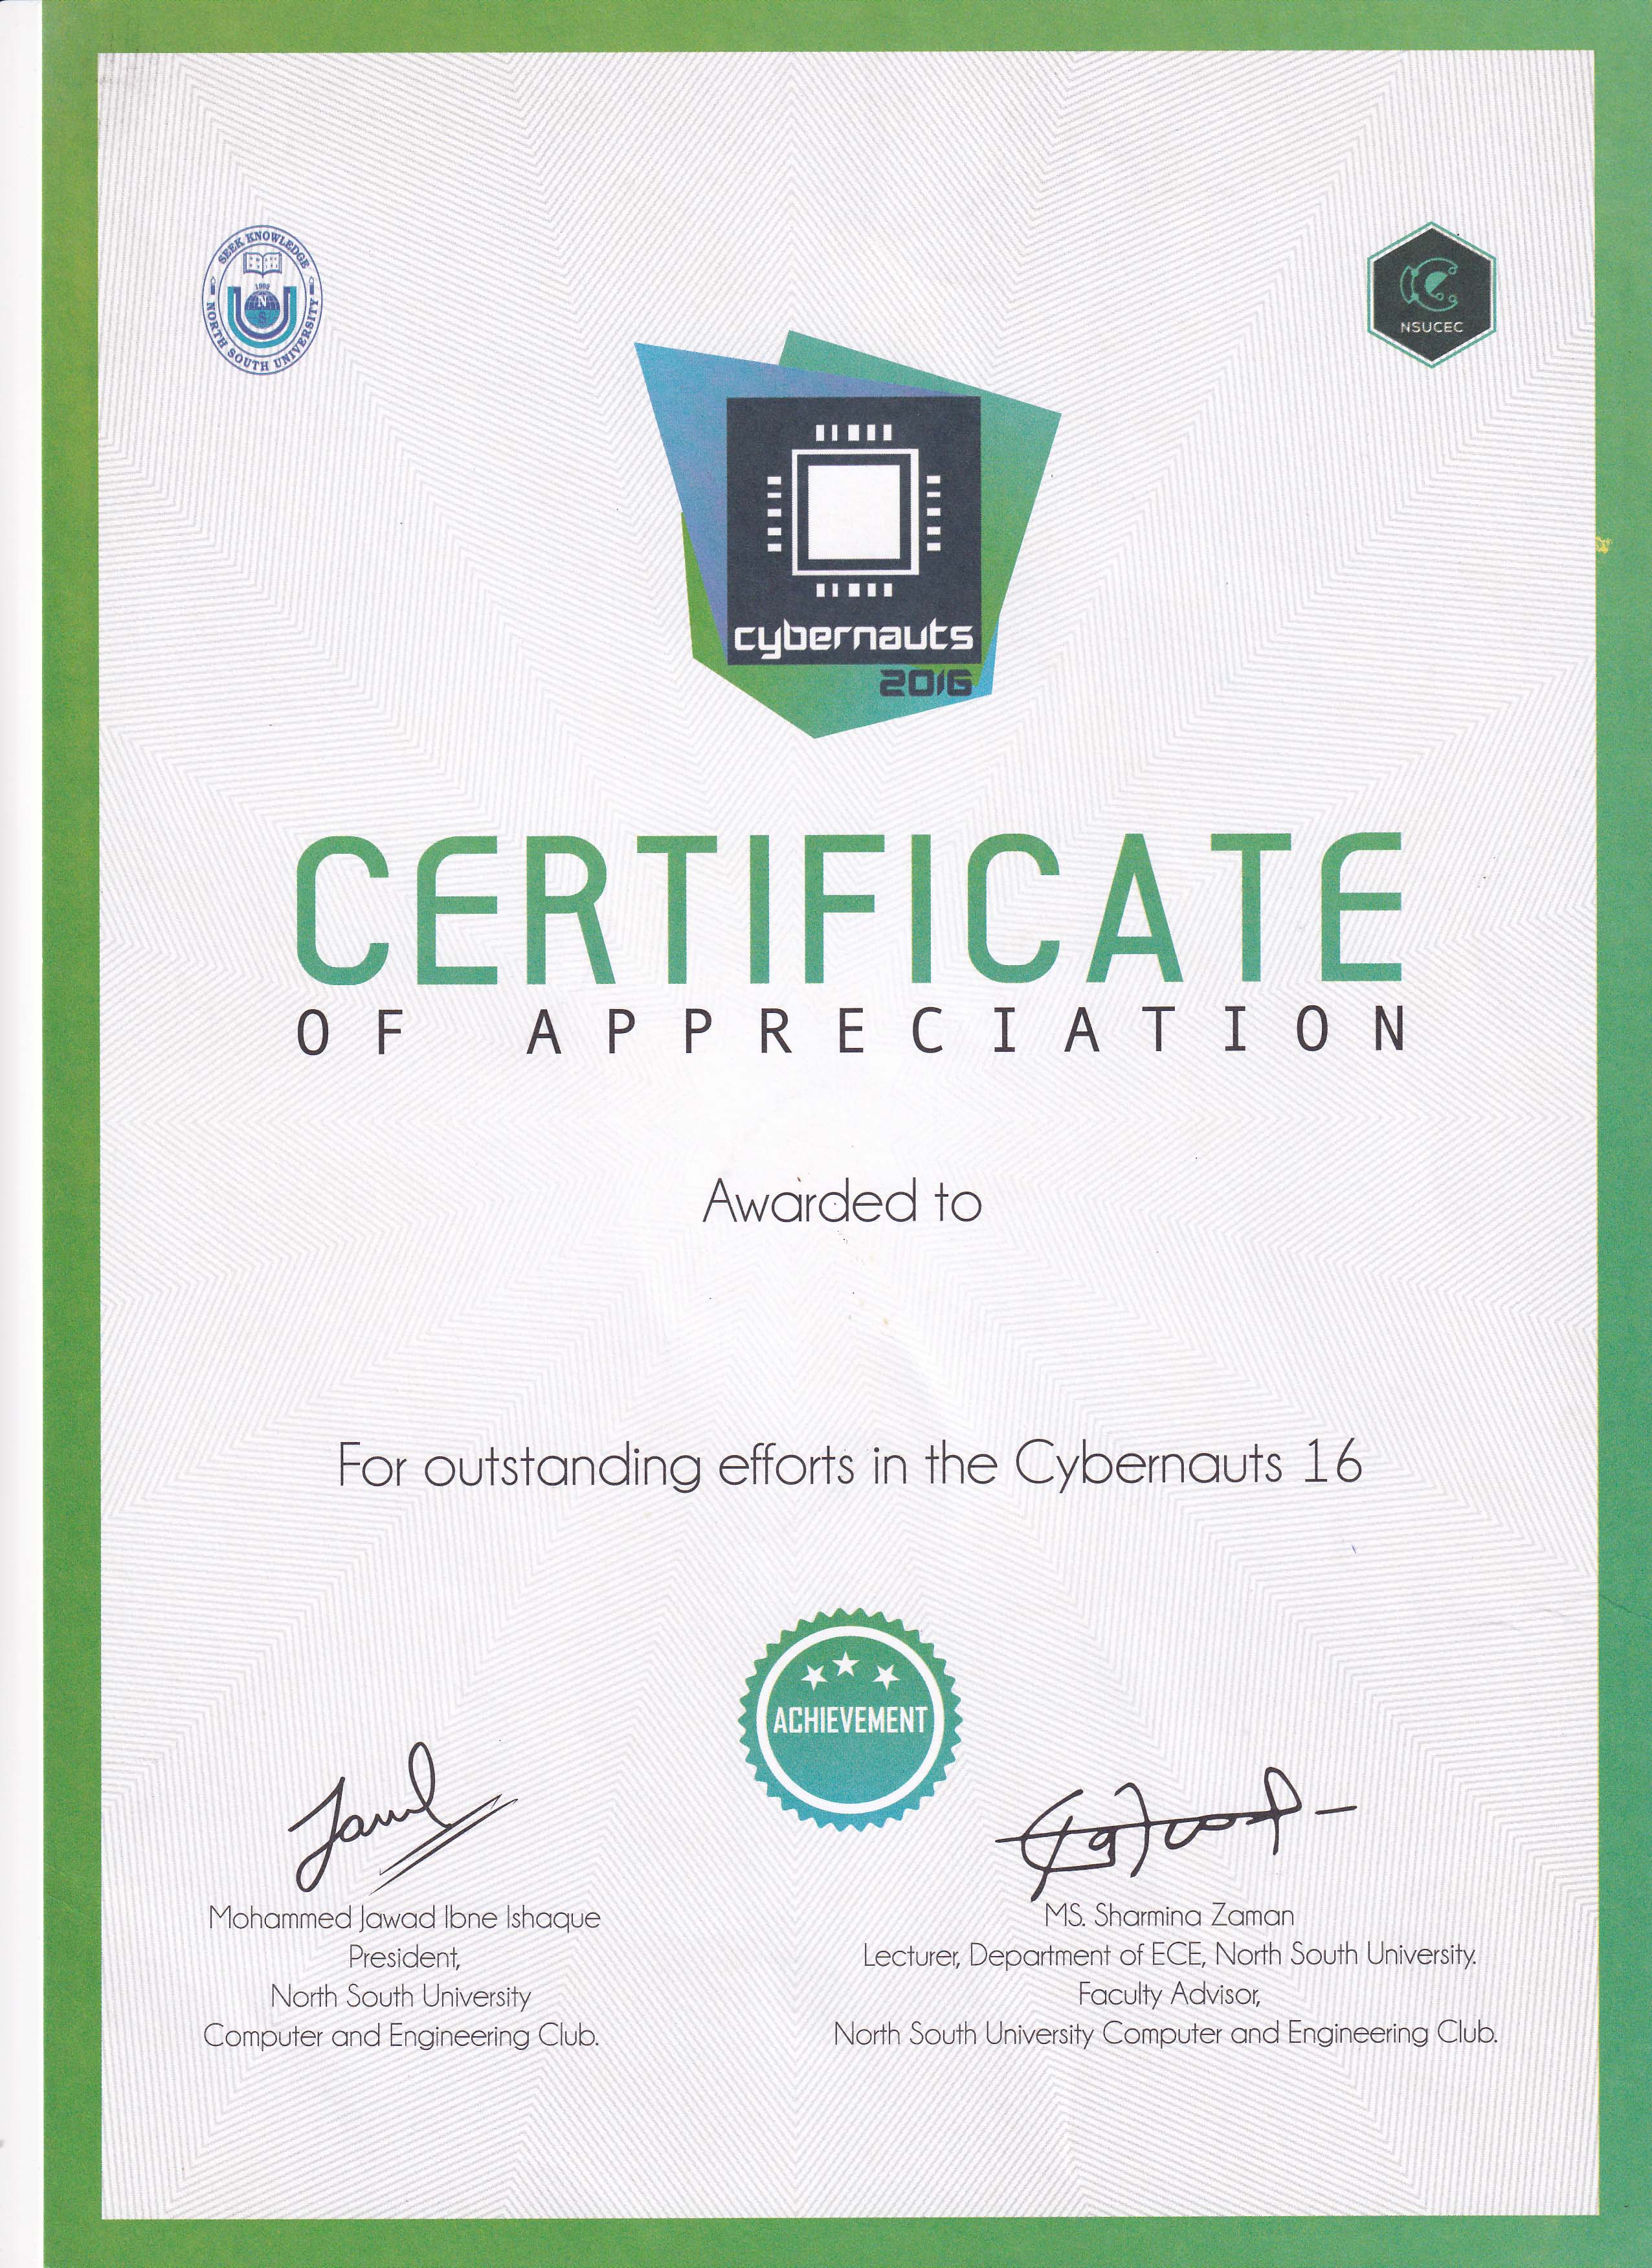 SEEK KNOWLEDGE
1992
N
S
NORTH SOUTH UNIVERSITY
NSUCEC
cybernauts
2016
CERTIFICATE
OF APPRECIATION
Awarded to
For outstanding efforts in the Cybernauts 16
ACHIEVEMENT
Mohammed Jawad Ibne Ishaque
President,
North South University
Computer and Engineering Club.
MS. Sharmina Zaman
Lecturer, Department of ECE, North South University.
Faculty Advisor,
North South University Computer and Engineering Club.